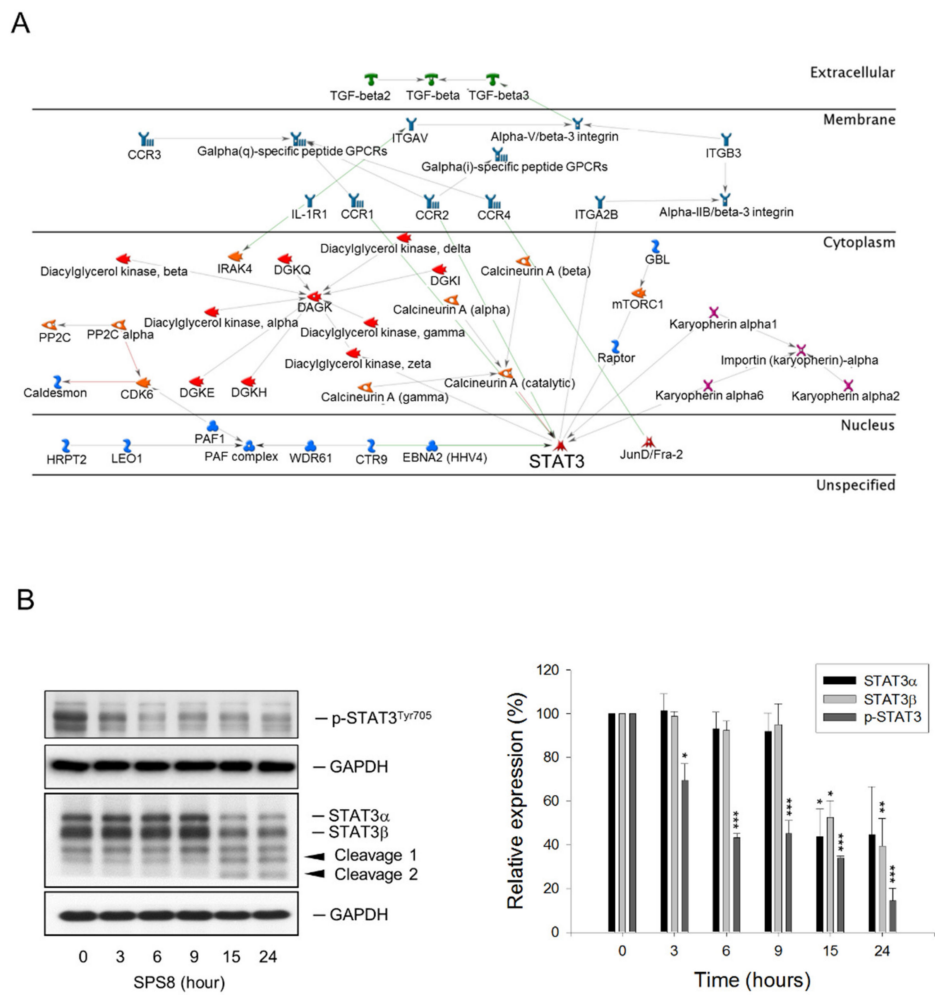 A
Extracellular
TGF-beta2
TGF-beta
TGF-beta3
Membrane
CCR3
Galpha(q)-specific peptide GPCRs
ITGAV
Alpha-V/beta-3 integrin
ITGB3
Galpha(i)-specific peptide GPCRs
IL-1R1
CCR1
CCR2
CCR4
ITGA2B
Alpha-IIB/beta-3 integrin
Cytoplasm
Diacylglycerol kinase, beta
IRAK4
DGKQ
Diacylglycerol kinase, delta
DGKI
Calcineurin A (beta)
GBL
DAGK
Calcineurin A (alpha)
mTORC1
Karyopherin alpha1
PP2C
PP2C alpha
Diacylglycerol kinase, alpha
Diacylglycerol kinase, gamma
Diacylglycerol kinase, zeta
Raptor
Importin (karyopherin)-alpha
Caldesmon
CDK6
DGKE
DGKH
Calcineurin A (gamma)
Calcineurin A (catalytic)
Karyopherin alpha6
Karyopherin alpha2
Nucleus
PAF1
HRPT2
LEO1
PAF complex
WDR61
CTR9
EBNA2 (HHV4)
STAT3
JunD/Fra-2
Unspecified
B
p-STAT3Tyr705
GAPDH
STAT3α
STAT3β
Cleavage 1
Cleavage 2
GAPDH
0 3 6 9 15 24
SPS8 (hour)
Relative expression (%)
120
100
80
60
40
20
0
STAT3α
STAT3β
p-STAT3
*
***
***
*
*
***
**
***
0 3 6 9 15 24
Time (hours)